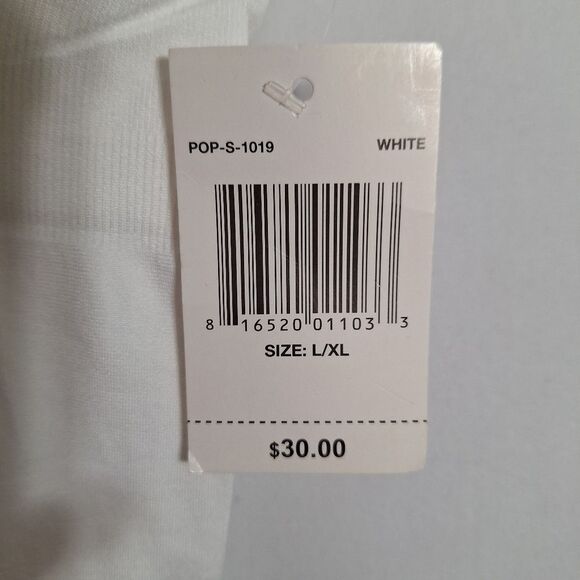 POP-S-1019 WHITE
8 16520 01103 3
SIZE: L/XL
$30.00